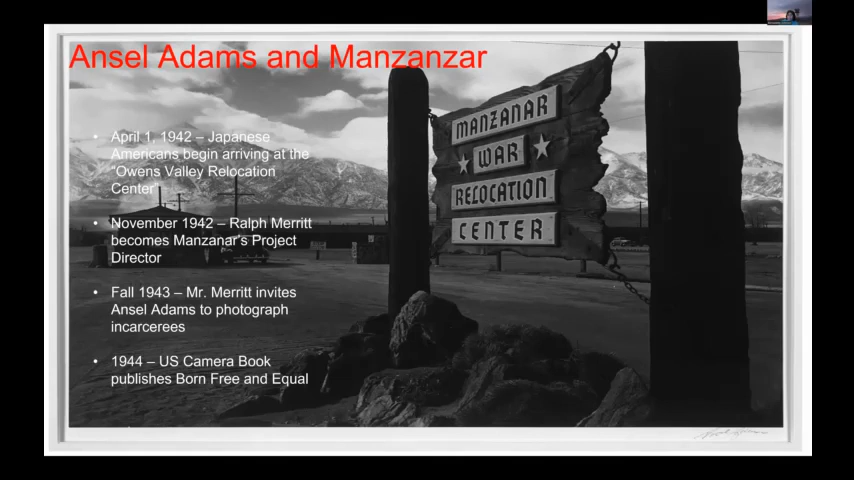 Ansel Adams and Manzanzar
• April 1, 1942 – Japanese
Americans begin arriving at the
"Owens Valley Relocation
Center"
• November 1942 – Ralph Merritt
becomes Manzanar's Project
Director
• Fall 1943 – Mr. Merritt invites
Ansel Adams to photograph
incarcerees
• 1944 – US Camera Book
publishes Born Free and Equal
MANZANAR
WAR
RELOCATION
CENTER